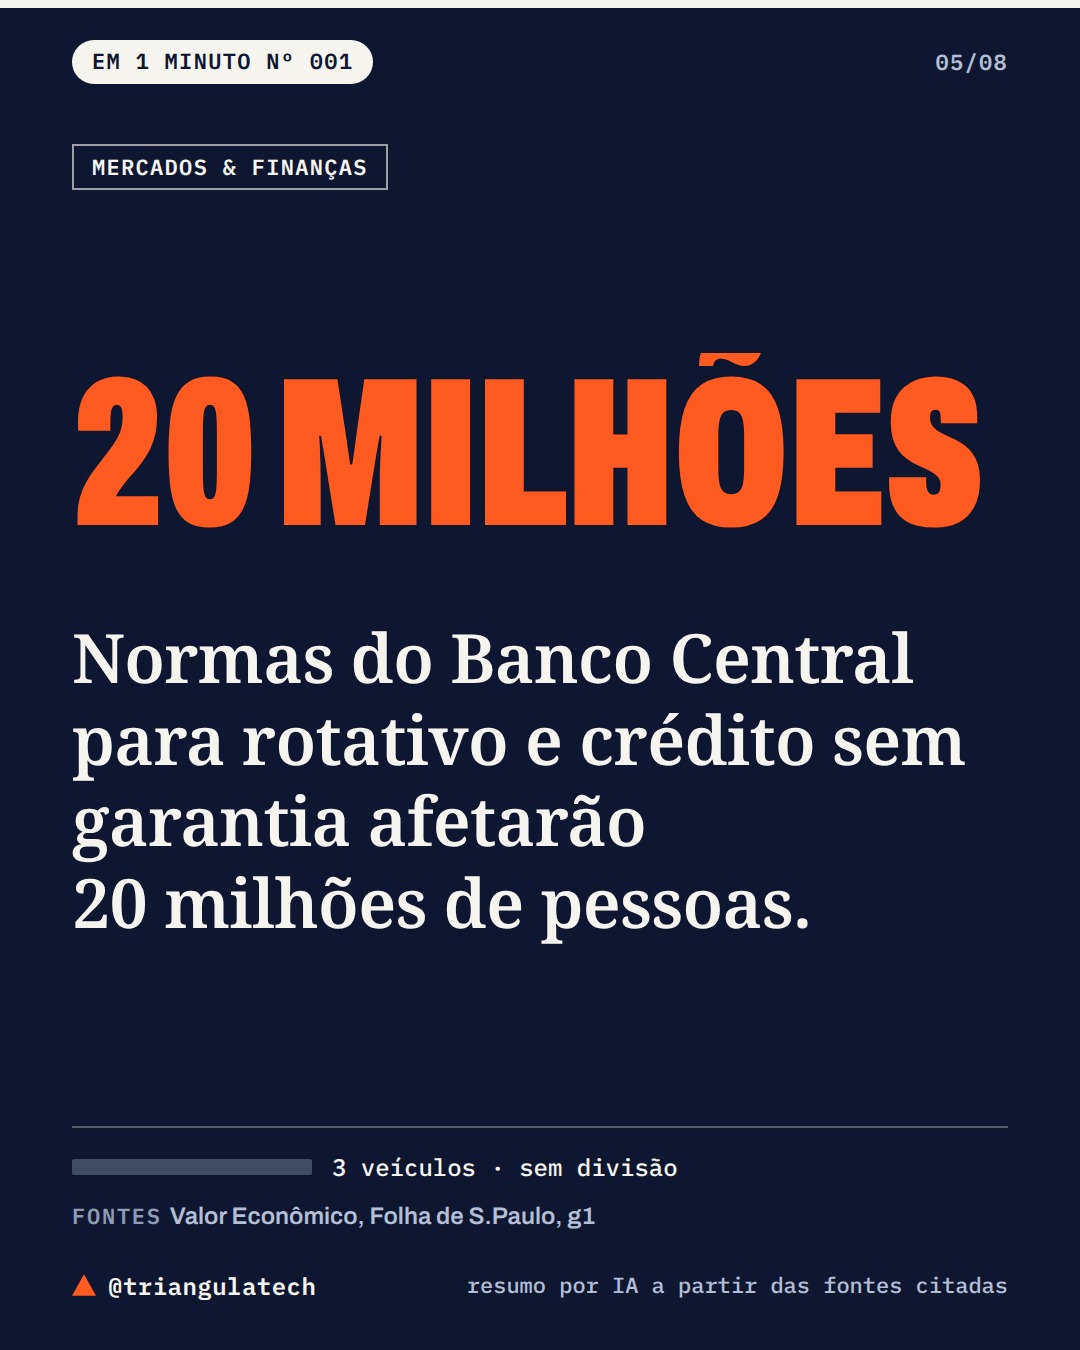 EM 1 MINUTO Nº 001
05/08
MERCADOS & FINANÇAS
20 MILHÕES
Normas do Banco Central
para rotativo e crédito sem
garantia afetarão
20 milhões de pessoas.
3 veículos · sem divisão
FONTES Valor Econômico, Folha de S.Paulo, g1
@triangulatech
resumo por IA a partir das fontes citadas